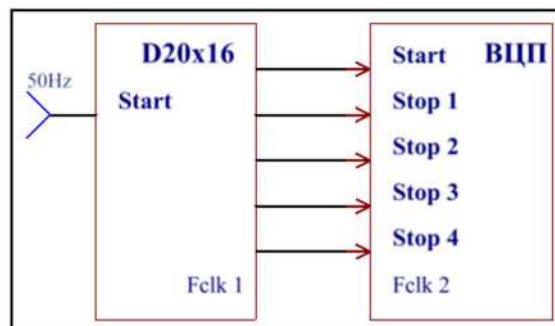 D20x16
50Hz
Start
Fclk 1
Start ВЦП
Stop 1
Stop 2
Stop 3
Stop 4
Fclk 2